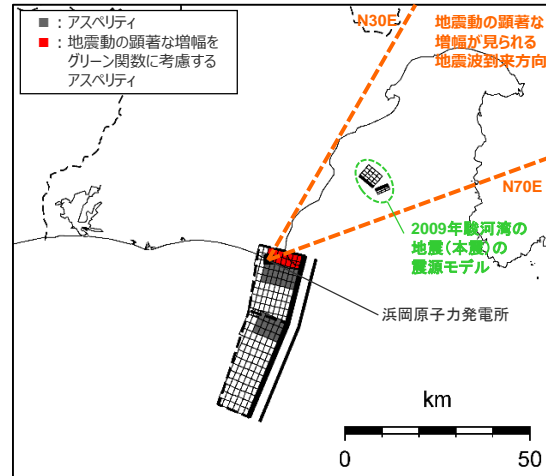 ■：アスペリティ
■：地震動の顕著な増幅を
グリーン関数に考慮する
アスペリティ
N30E
地震動の顕著な
増幅が見られる
地震波到来方向
N70E
2009年駿河湾の
地震（本震）の
震源モデル
浜岡原子力発電所
km
0
50